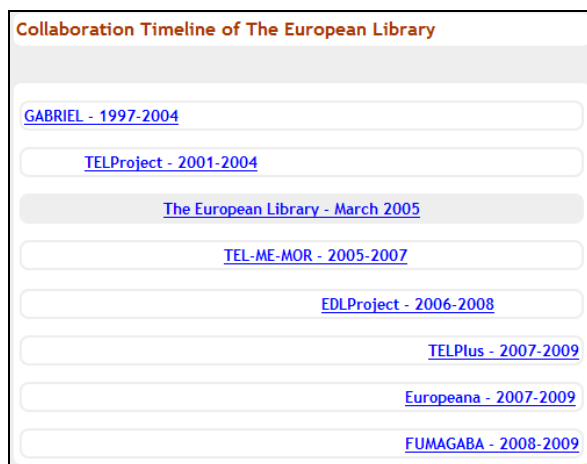 Collaboration Timeline of The European Library
GABRIEL - 1997-2004
TELProject - 2001-2004
The European Library - March 2005
TEL-ME-MOR - 2005-2007
EDLProject - 2006-2008
TELPlus - 2007-2009
Europeana - 2007-2009
FUMAGABA - 2008-2009